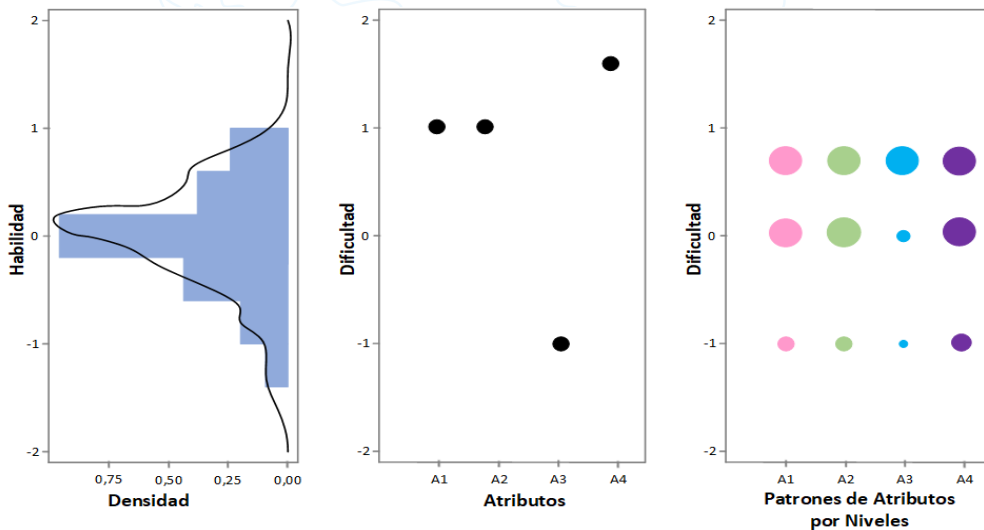 Habilidad
2
1
0
-1
-2
0,75
0,50
0,25
0,00
Densidad
Dificultad
2
1
0
-1
-2
A1
A2
A3
A4
Atributos
Dificultad
2
1
0
-1
-2
A1
A2
A3
A4
Patrones de Atributos
por Niveles